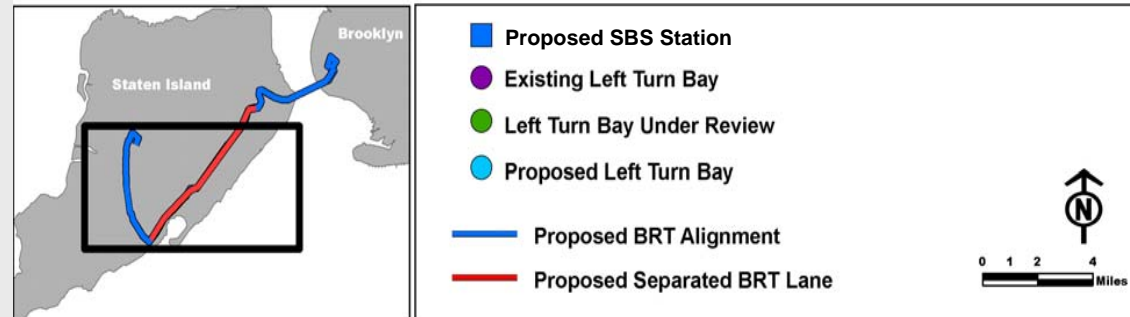 Brooklyn
Staten Island
Proposed SBS Station
Existing Left Turn Bay
Left Turn Bay Under Review
Proposed Left Turn Bay
Proposed BRT Alignment
Proposed Separated BRT Lane
N
0 1 2 4
Miles